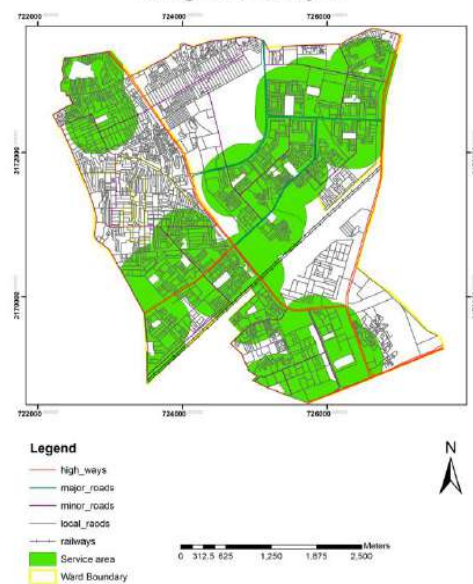 722000 724000 726000
2172000
2170000
722000 724000 726000
Legend
high_ways
major_roads
minor_roads
local_raods
railways
Service area
Ward Boundary
N
Meters
0 312.5 625 1,250 1,875 2,500